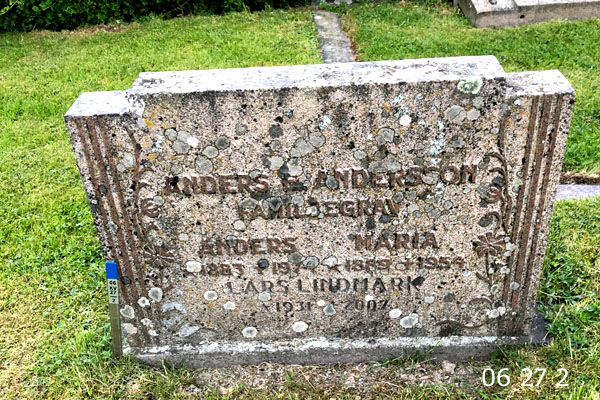 ANDERS F. ANDERSSON
FAMILJEGRAV
ANDERS MARIA
LARS LINDMARK
1931 2007
06 27 2